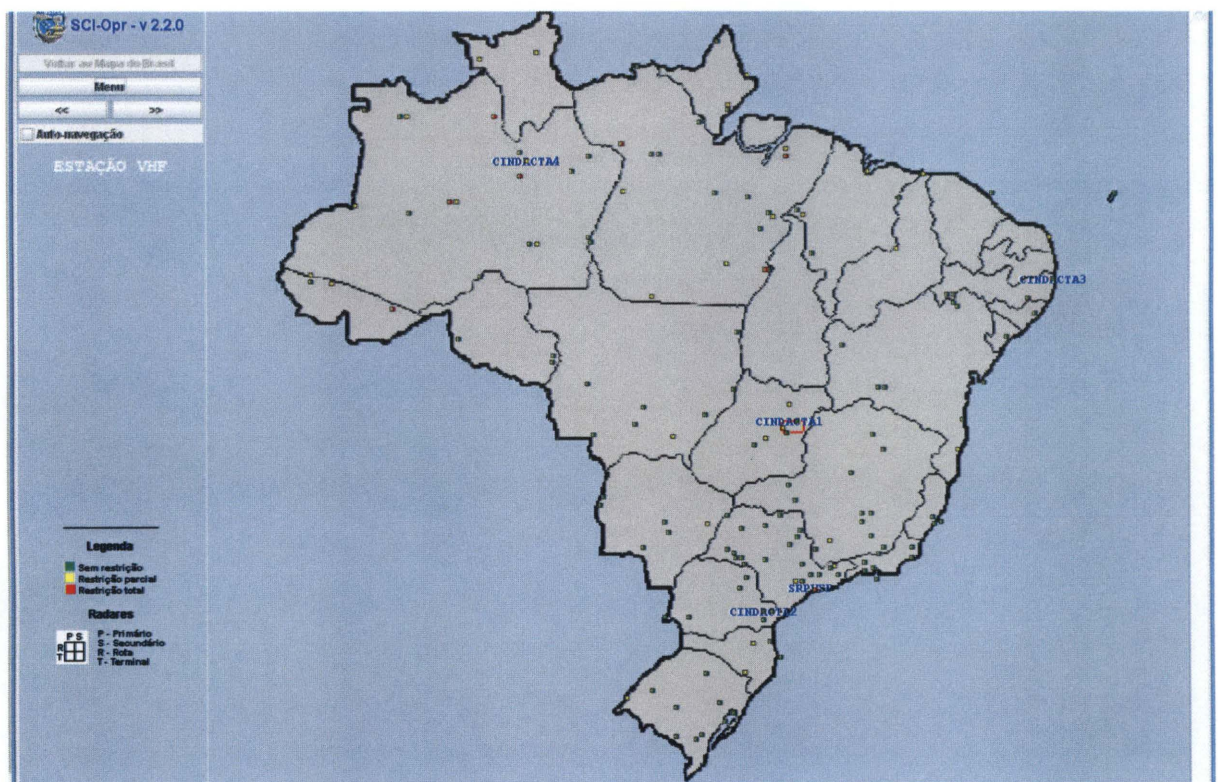 SCI-Opr - v 2.2.0
Voltar ao Mapa do Brasil
Menu
<< >>
Auto-navegação
ESTAÇÃO VHF
CINDACTA4
CINDACTA3
CINDACTA1
SRPVSP
CINDACTA2
Legenda
Sem restrição
Restrição parcial
Restrição total
Radares
P S
R
T
P - Primário
S - Secundário
R - Rota
T - Terminal